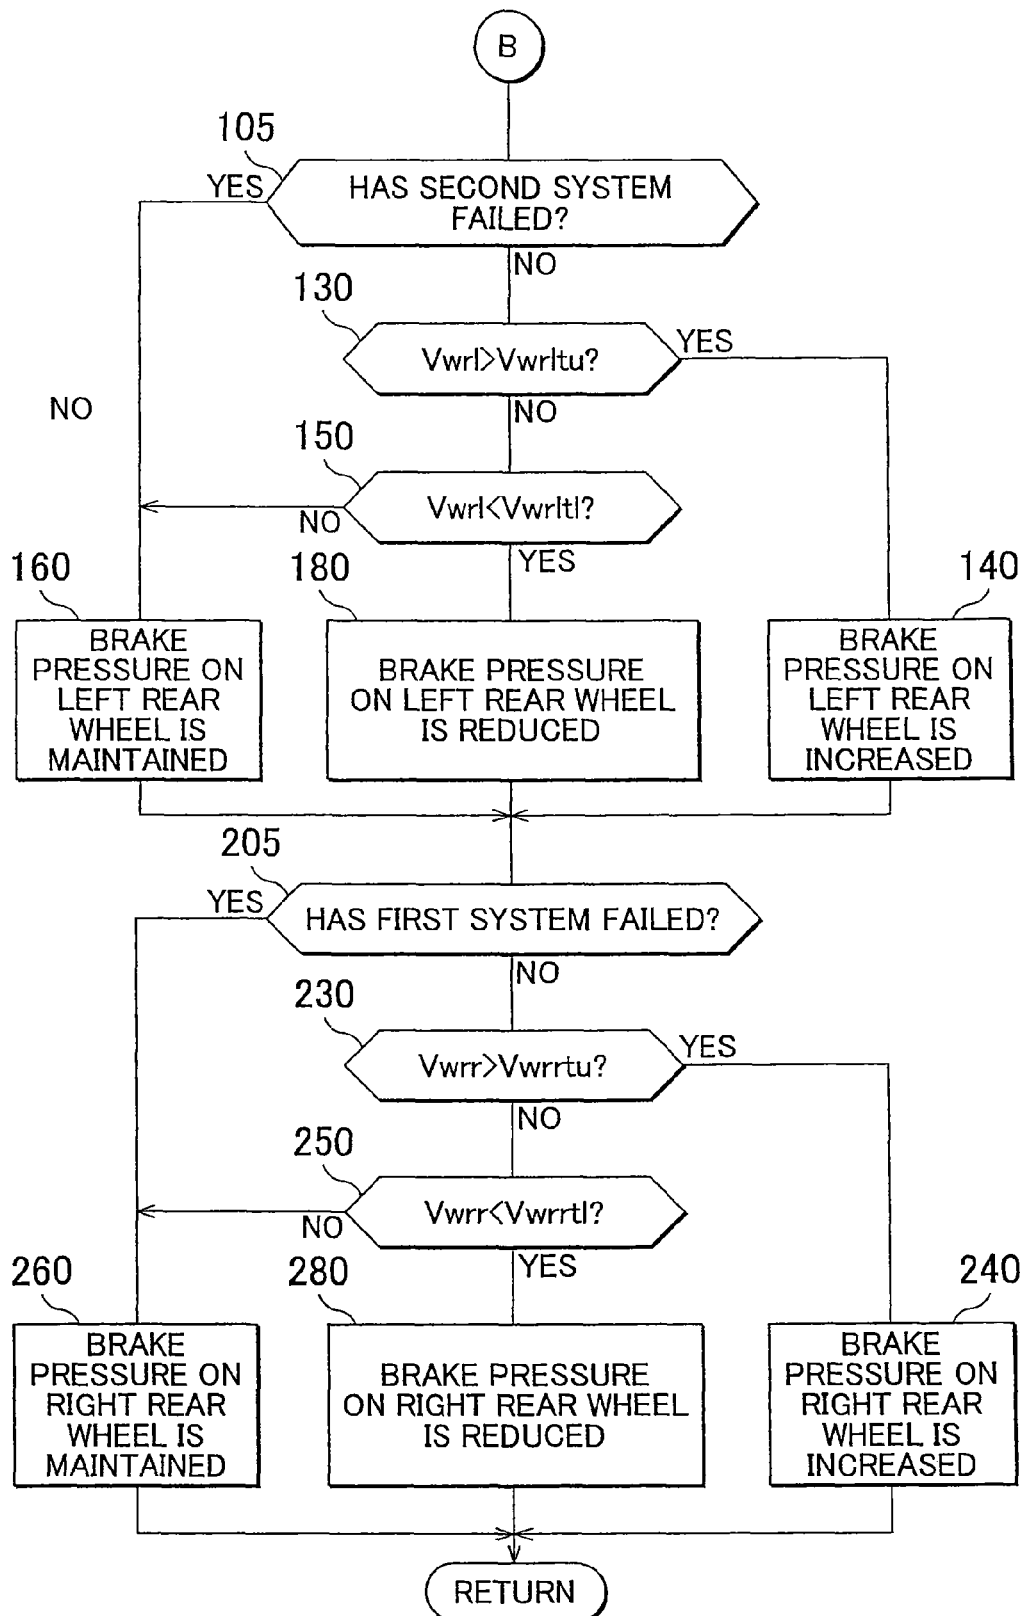 B
105
YES
HAS SECOND SYSTEM
FAILED?
NO
130
Vwrl>Vwrltu?
YES
NO
NO
150
Vwrl<Vwrltl?
NO
YES
160
180
140
BRAKE
PRESSURE ON
LEFT REAR
WHEEL IS
MAINTAINED
BRAKE PRESSURE
ON LEFT REAR WHEEL
IS REDUCED
BRAKE
PRESSURE ON
LEFT REAR
WHEEL IS
INCREASED
205
YES
HAS FIRST SYSTEM FAILED?
NO
230
Vwrr>Vwrrtu?
YES
NO
250
Vwrr<Vwrrtl?
NO
YES
260
280
240
BRAKE
PRESSURE ON
RIGHT REAR
WHEEL IS
MAINTAINED
BRAKE PRESSURE
ON RIGHT REAR WHEEL
IS REDUCED
BRAKE
PRESSURE ON
RIGHT REAR
WHEEL IS
INCREASED
RETURN